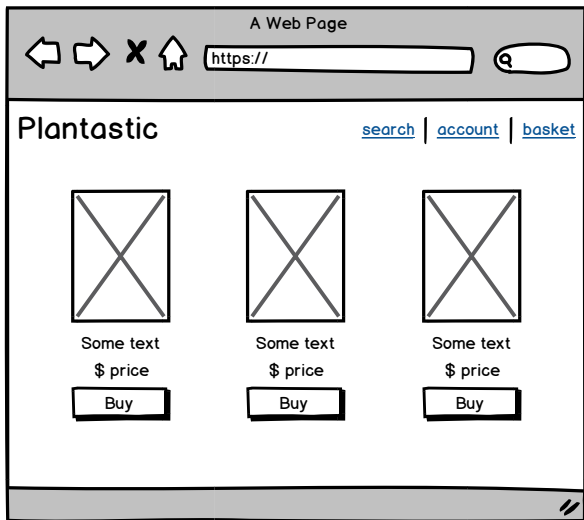 A Web Page
https://
Plantastic
search account basket
Some text Some text Some text
$ price $ price $ price
Buy Buy Buy